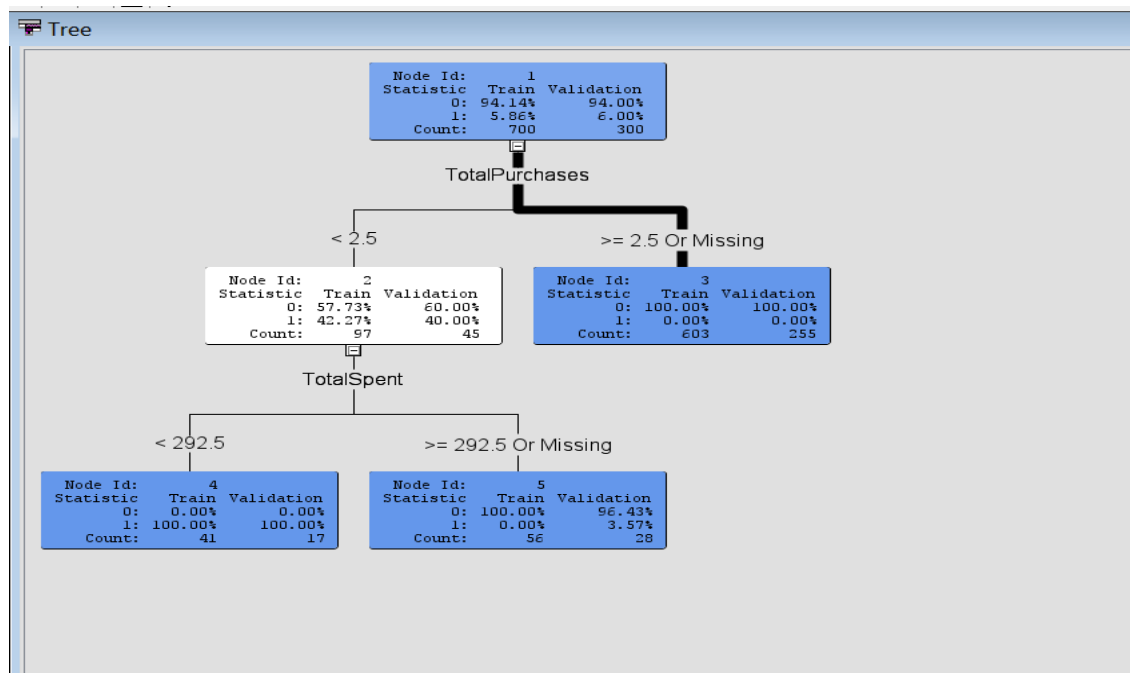 Tree
Node Id: 1
Statistic Train Validation
0: 94.14% 94.00%
1: 5.86% 6.00%
Count: 700 300
TotalPurchases
< 2.5
>= 2.5 Or Missing
Node Id: 2
Statistic Train Validation
0: 57.73% 60.00%
1: 42.27% 40.00%
Count: 97 45
Node Id: 3
Statistic Train Validation
0: 100.00% 100.00%
1: 0.00% 0.00%
Count: 603 255
TotalSpent
< 292.5
>= 292.5 Or Missing
Node Id: 4
Statistic Train Validation
0: 0.00% 0.00%
1: 100.00% 100.00%
Count: 41 17
Node Id: 5
Statistic Train Validation
0: 100.00% 96.43%
1: 0.00% 3.57%
Count: 56 28